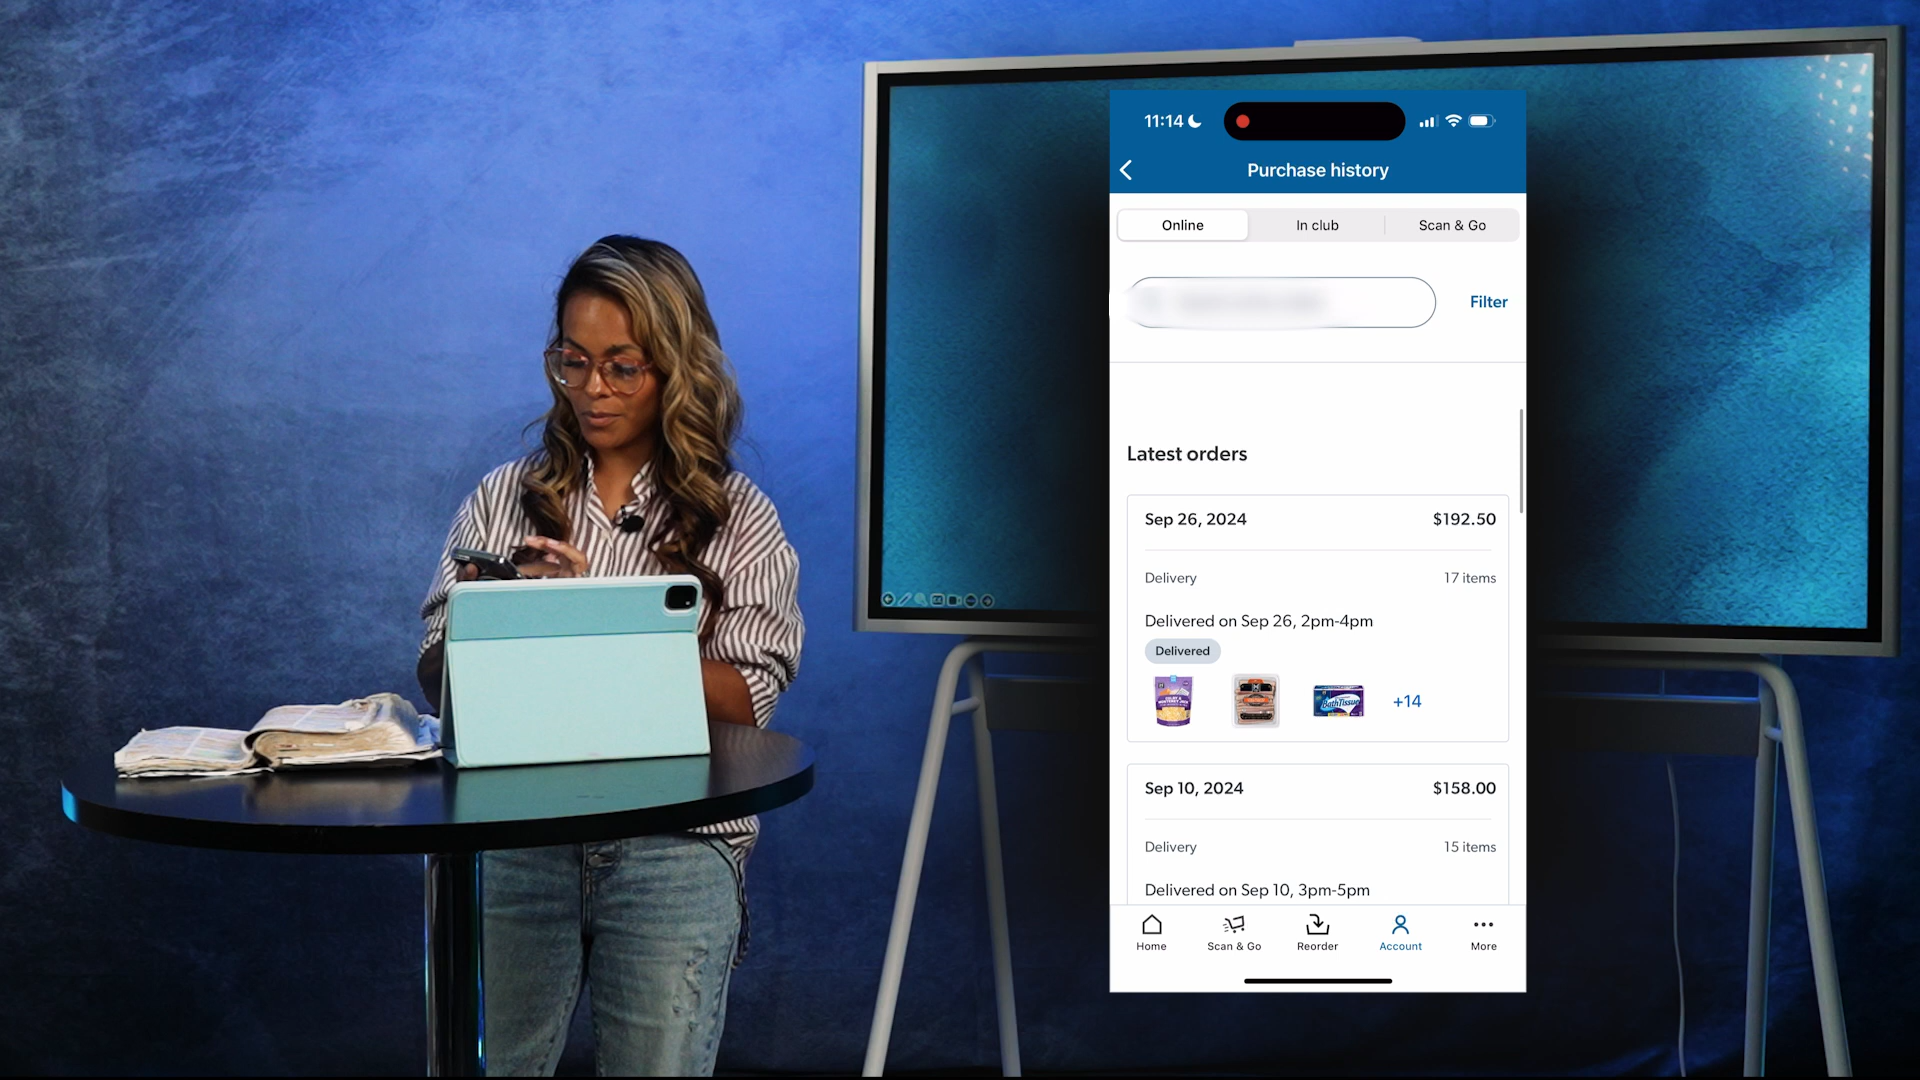 11:14
Purchase history
Online
In club
Scan & Go
Filter
Latest orders
Sep 26, 2024
$192.50
Delivery
17 items
Delivered on Sep 26, 2pm-4pm
Delivered
Bath Tissue
+14
Sep 10, 2024
$158.00
Delivery
15 items
Delivered on Sep 10, 3pm-5pm
Home
Scan & Go
Reorder
Account
More